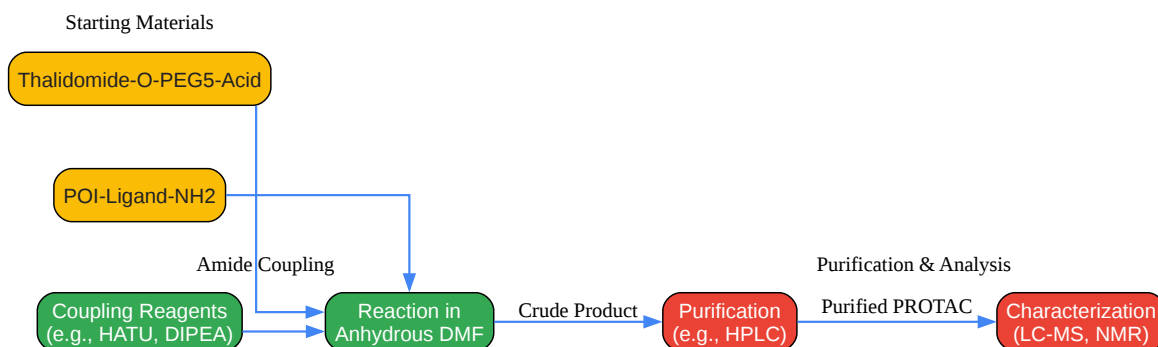 Starting Materials
Thalidomide-O-PEG5-Acid
POI-Ligand-NH2
Amide Coupling
Purification & Analysis
Coupling Reagents
(e.g., HATU, DIPEA)
Reaction in
Anhydrous DMF
Crude Product
Purification
(e.g., HPLC)
Purified PROTAC
Characterization
(LC-MS, NMR)